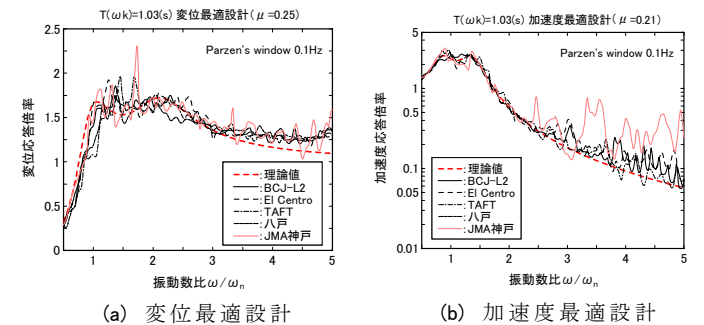 T(ωk)=1.03(s) 変位最適設計(μ=0.25)
Parzen's window 0.1Hz
変位応答倍率
2.5
2
1.5
1
0.5
0
:理論値
:BCJ-L2
:El Centro
:TAFT
:八戸
:JMA神戸
1 2 3 4 5
振動数比ω/ωn
(a) 変位最適設計
T(ωk)=1.03(s) 加速度最適設計(μ=0.21)
Parzen's window 0.1Hz
加速度応答倍率
5
1
0.5
0.1
0.05
0.01
:理論値
:BCJ-L2
:El Centro
:TAFT
:八戸
:JMA神戸
1 2 3 4 5
振動数比ω/ωn
(b) 加速度最適設計